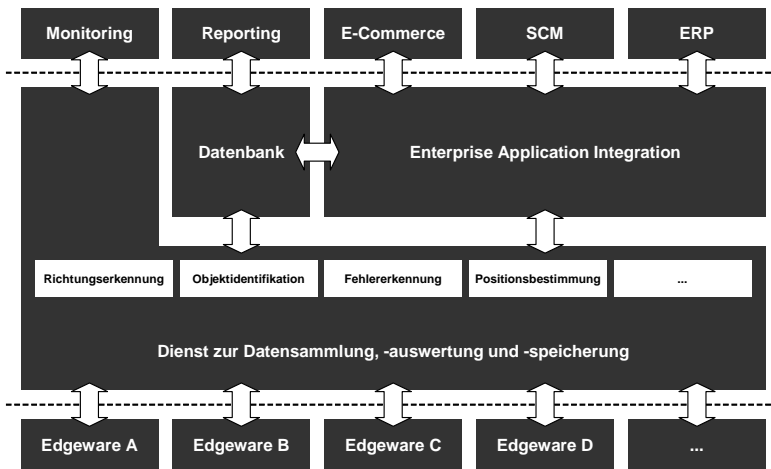 Monitoring
Reporting
E-Commerce
SCM
ERP
Datenbank
Enterprise Application Integration
Richtungserkennung
Objektidentifikation
Fehlererkennung
Positionsbestimmung
...
Dienst zur Datensammlung, -auswertung und -speicherung
Edgeware A
Edgeware B
Edgeware C
Edgeware D
...